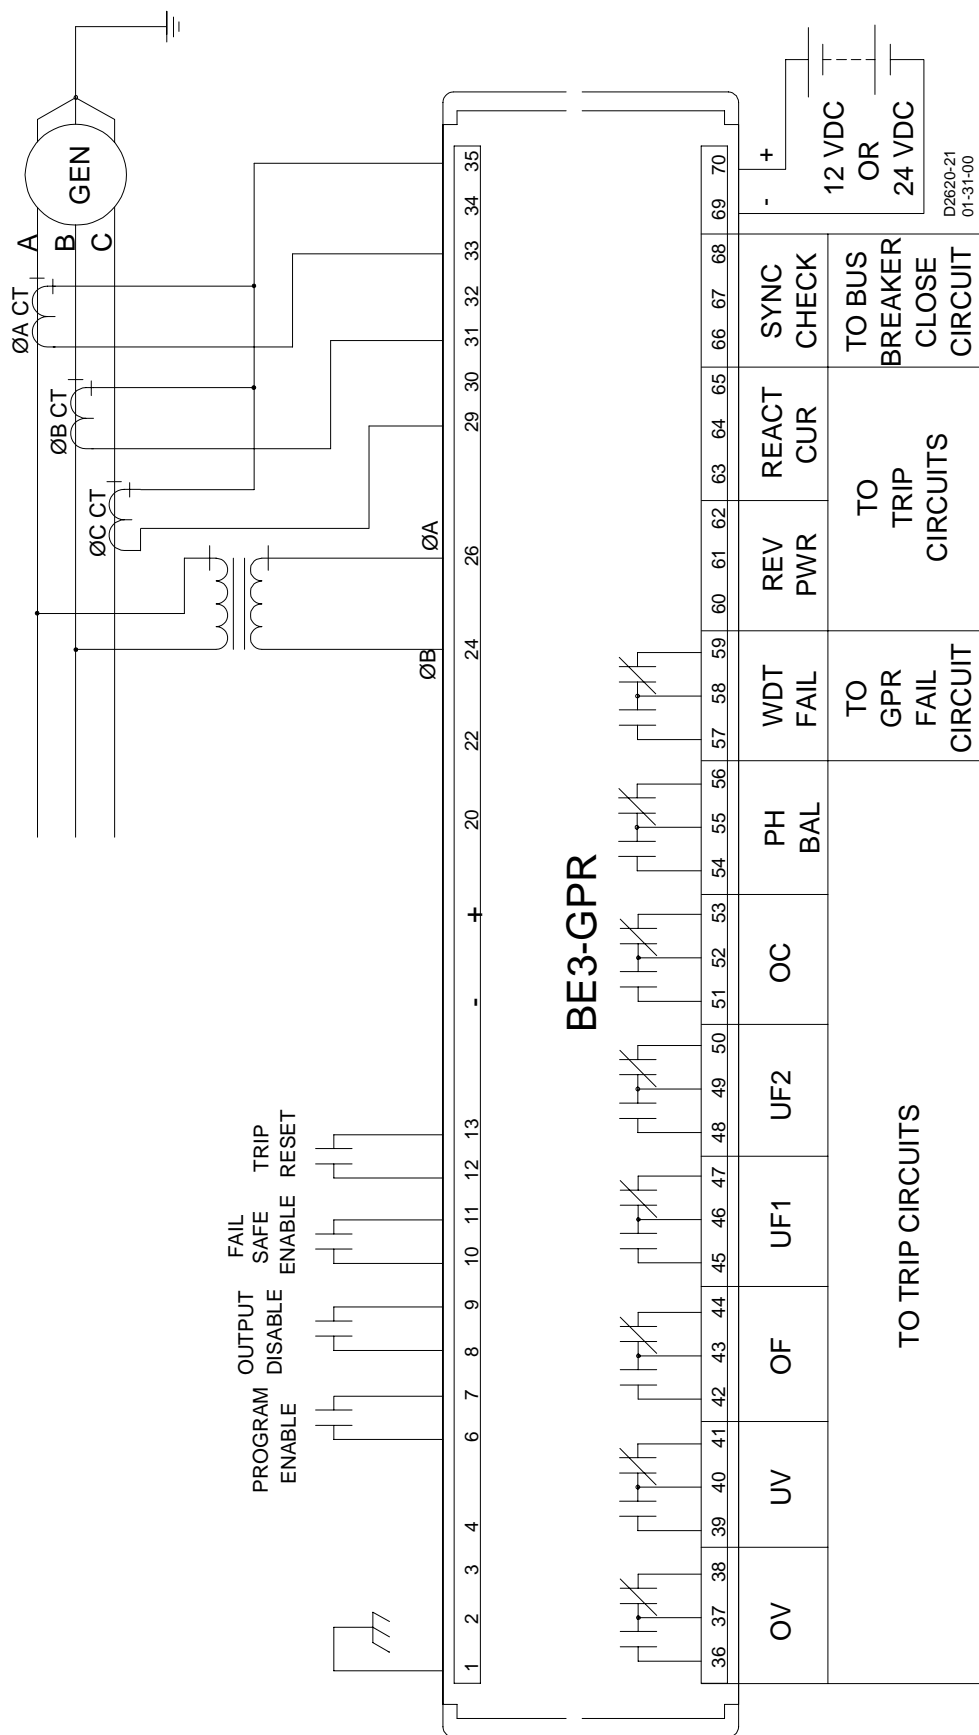 GEN
A
B
C
ØA CT
ØB CT
ØC CT
ØA
ØB
PROGRAM
ENABLE
OUTPUT
DISABLE
FAIL
SAFE
ENABLE
TRIP
RESET
1 2 3 4 6 7 8 9 10 11 12 13 - + 20 22 24 26 29 30 31 32 33 34 35
BE3-GPR
36 37 38 39 40 41 42 43 44 45 46 47 48 49 50 51 52 53 54 55 56 57 58 59 60 61 62 63 64 65 66 67 68 69 70
OV
UV
OF
UF1
UF2
OC
PH
BAL
WDT
FAIL
REV
PWR
REACT
CUR
SYNC
CHECK
- +
12 VDC
OR
24 VDC
TO TRIP CIRCUITS
TO
GPR
FAIL
CIRCUIT
TO
TRIP
CIRCUITS
TO BUS
BREAKER
CLOSE
CIRCUIT
D2620-21
01-31-00